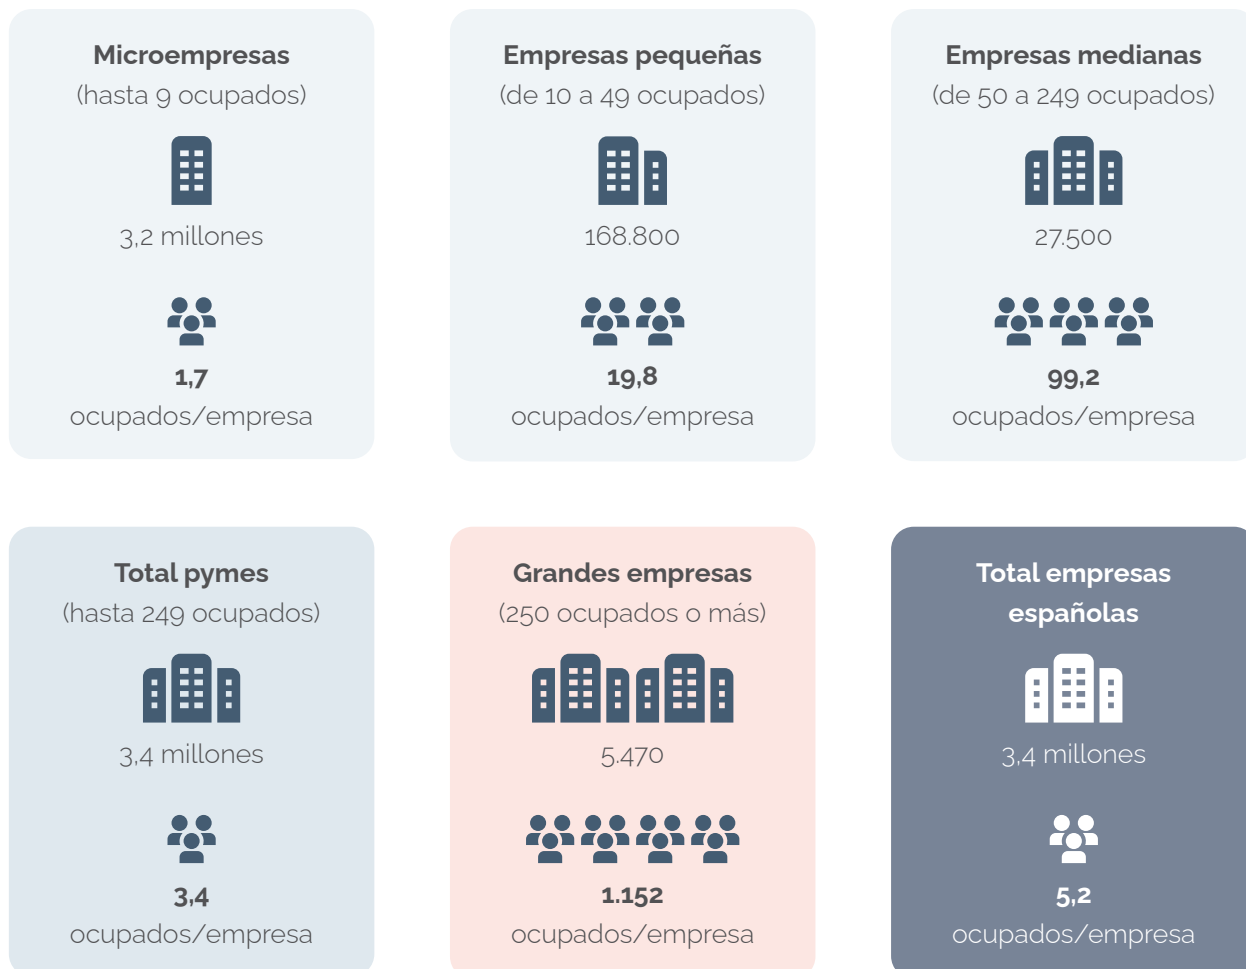 Microempresas
(hasta 9 ocupados)
3,2 millones
1,7
ocupados/empresa
Empresas pequeñas
(de 10 a 49 ocupados)
168.800
19,8
ocupados/empresa
Empresas medianas
(de 50 a 249 ocupados)
27.500
99,2
ocupados/empresa
Total pymes
(hasta 249 ocupados)
3,4 millones
3,4
ocupados/empresa
Grandes empresas
(250 ocupados o más)
5.470
1.152
ocupados/empresa
Total empresas
españolas
3,4 millones
5,2
ocupados/empresa